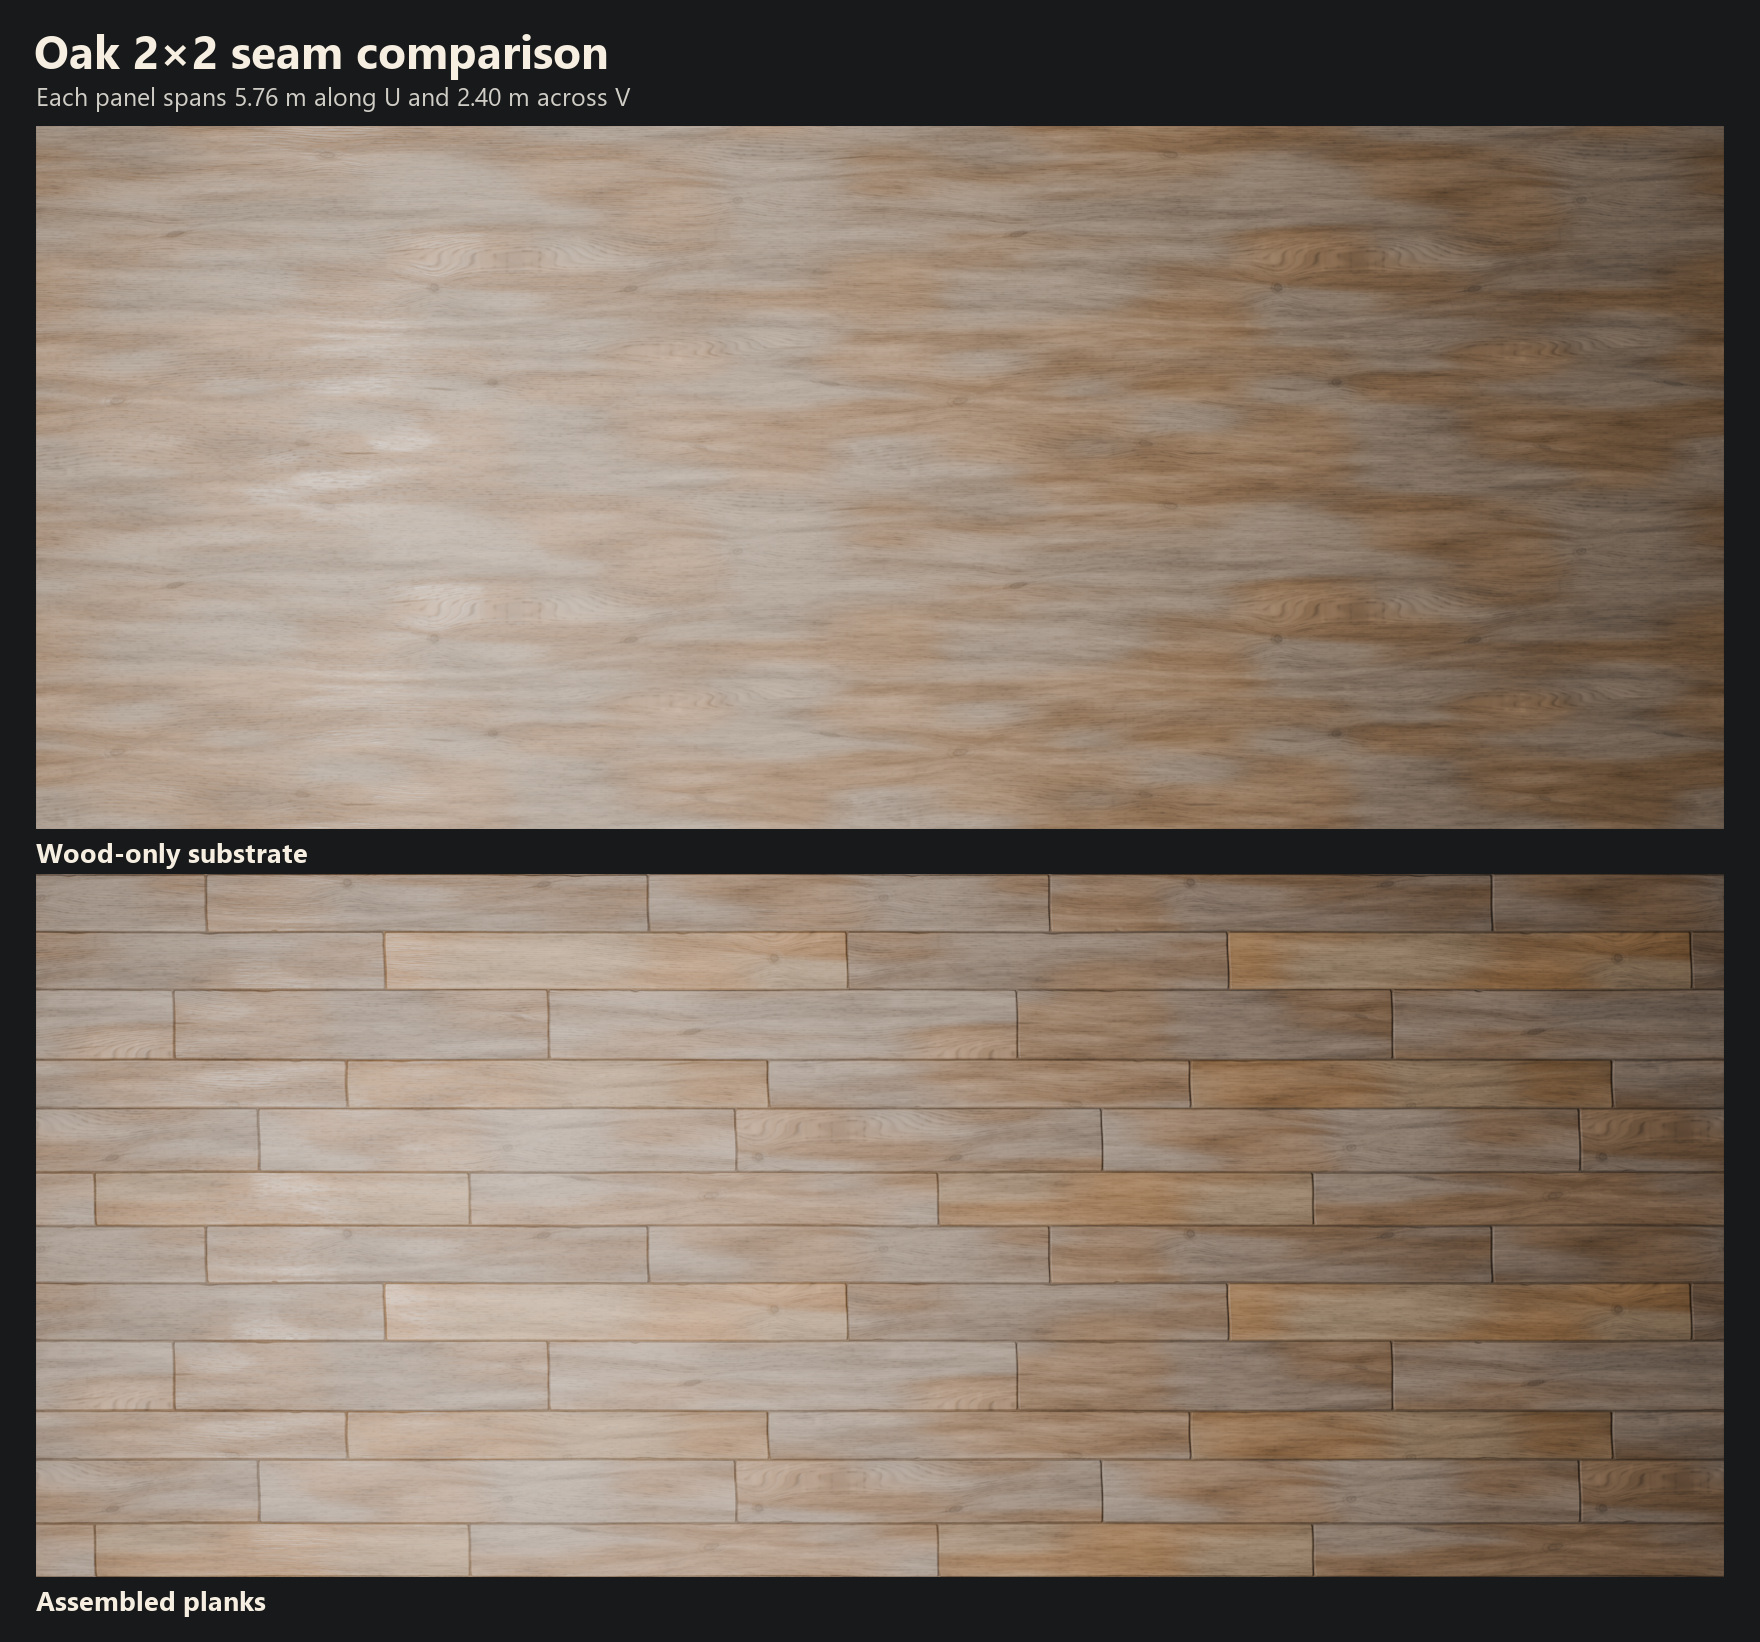 Oak 2×2 seam comparison
Each panel spans 5.76 m along U and 2.40 m across V
Wood-only substrate
Assembled planks